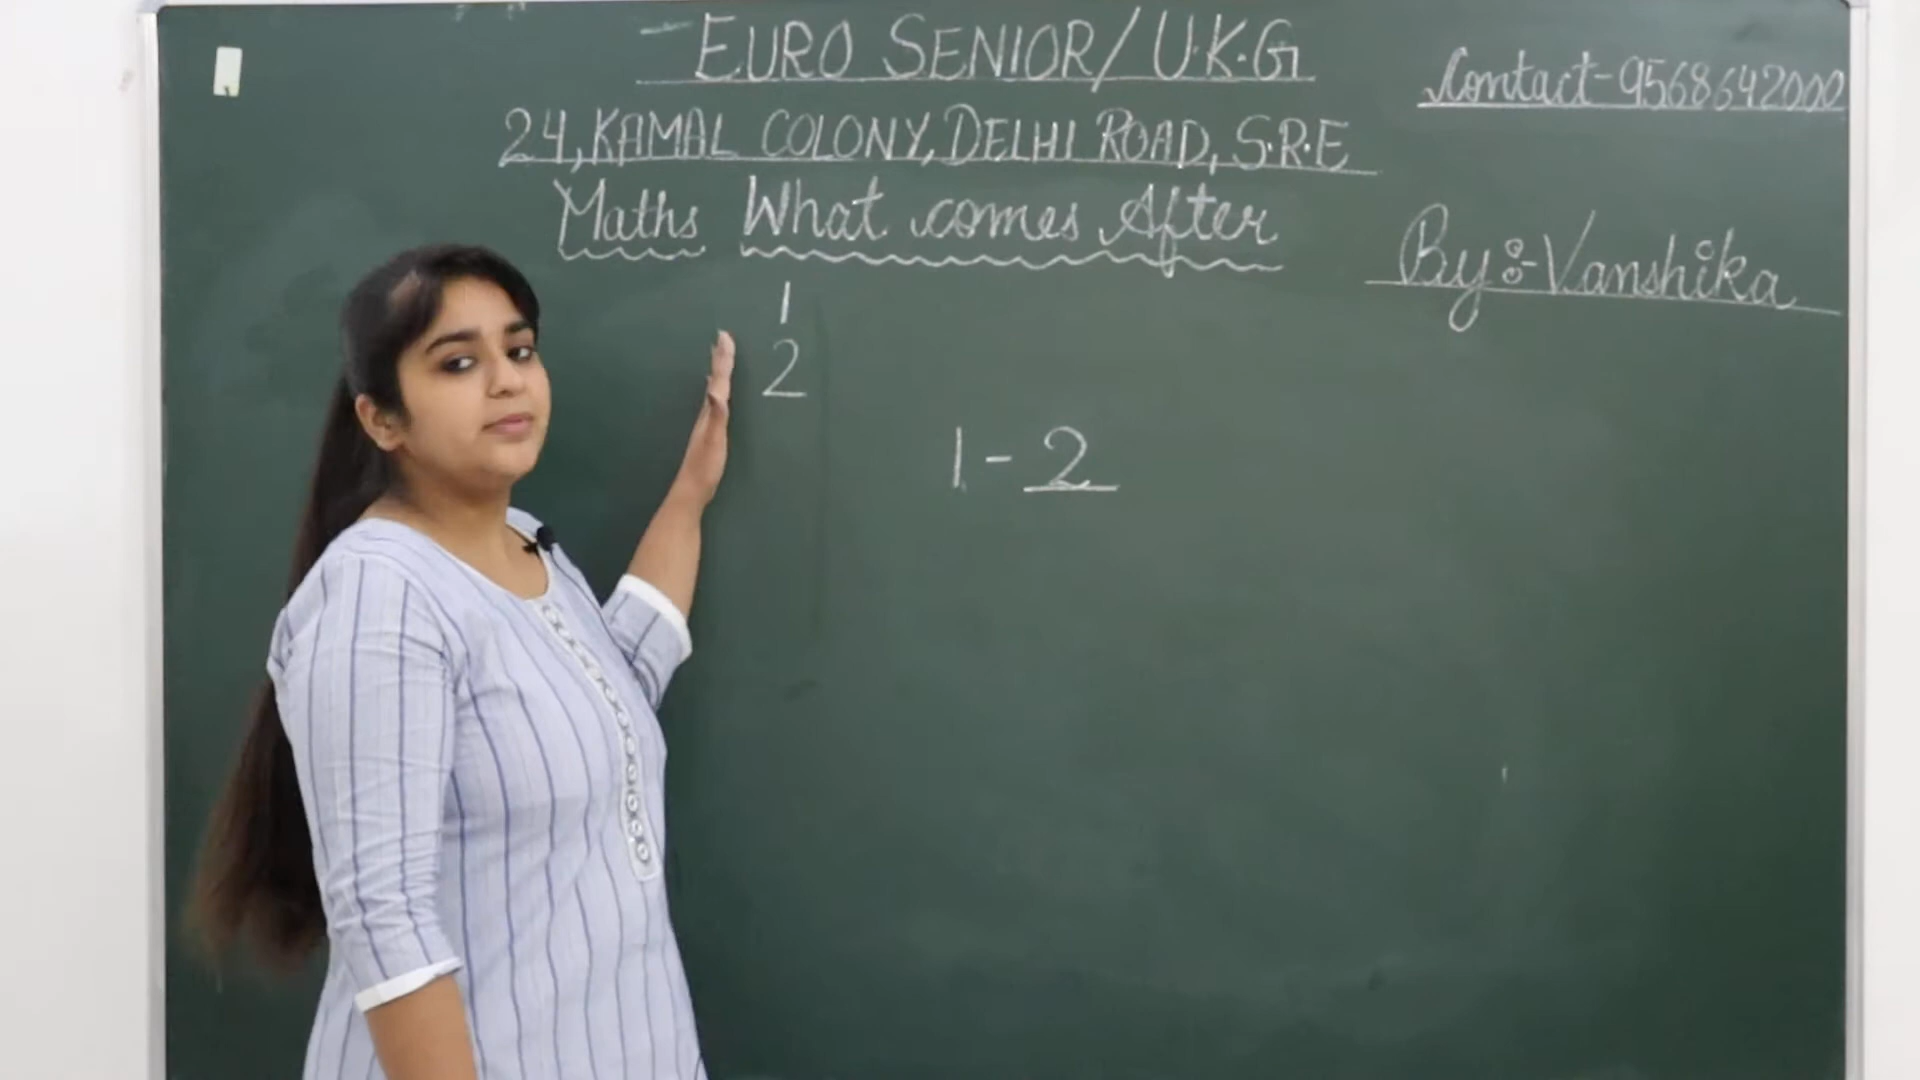 EURO SENIOR/U.K.G
Contact-9568642000
24,KAMAL COLONY,DELHI ROAD, S.R.E
Maths What comes After
By:-Vanshika
1
2
1-2